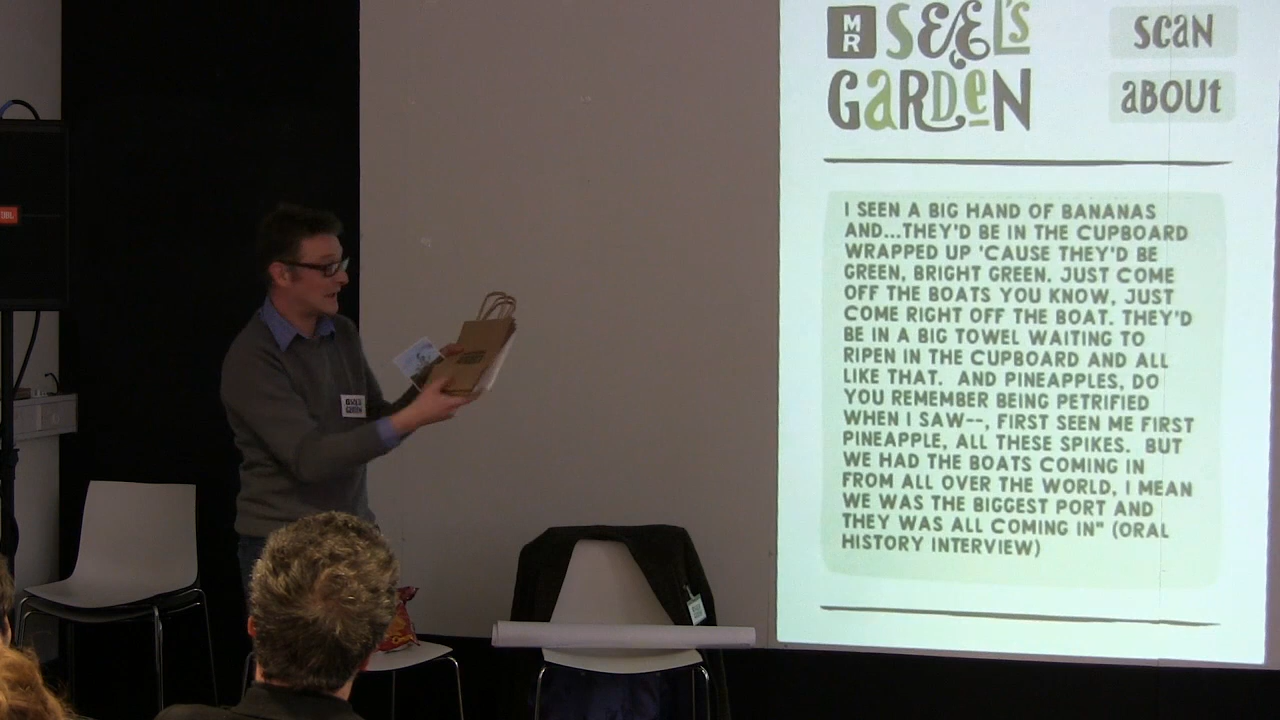 MR SEEL'S
GARDEN
SCAN
ABOUT
I SEEN A BIG HAND OF BANANAS
AND...THEY'D BE IN THE CUPBOARD
WRAPPED UP 'CAUSE THEY'D BE
GREEN, BRIGHT GREEN. JUST COME
OFF THE BOATS YOU KNOW, JUST
COME RIGHT OFF THE BOAT. THEY'D
BE IN A BIG TOWEL WAITING TO
RIPEN IN THE CUPBOARD AND ALL
LIKE THAT. AND PINEAPPLES, DO
YOU REMEMBER BEING PETRIFIED
WHEN I SAW--, FIRST SEEN ME FIRST
PINEAPPLE, ALL THESE SPIKES. BUT
WE HAD THE BOATS COMING IN
FROM ALL OVER THE WORLD, I MEAN
WE WAS THE BIGGEST PORT AND
THEY WAS ALL COMING IN" (ORAL
HISTORY INTERVIEW)
JBL